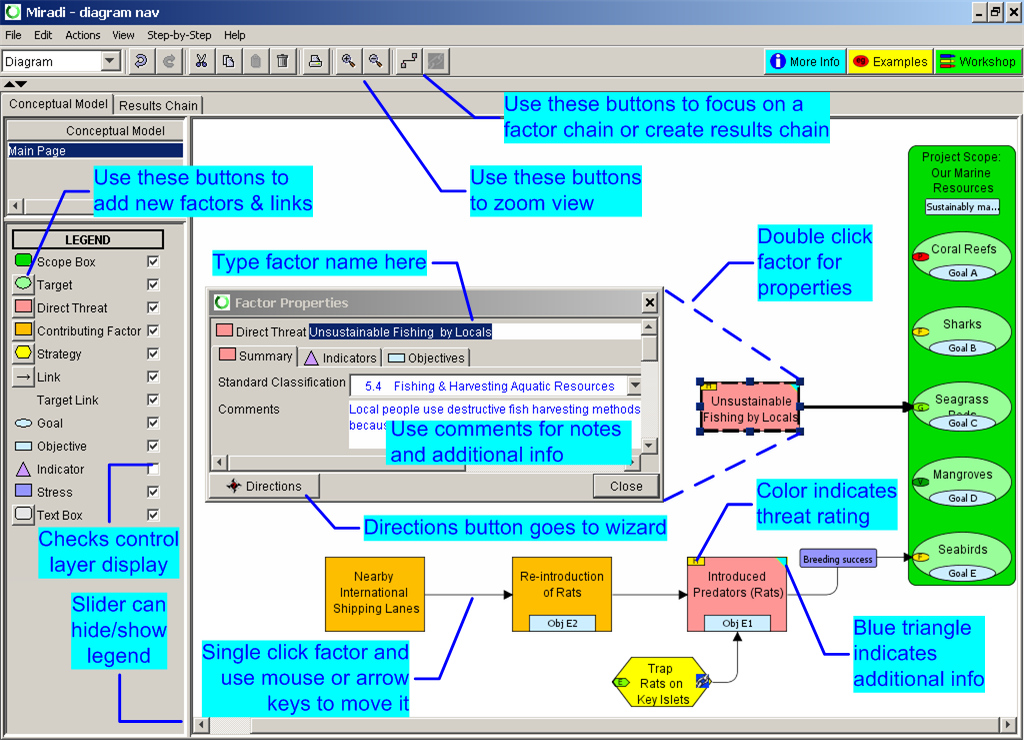 Miradi - diagram nav
File Edit Actions View Step-by-Step Help
Diagram
More Info
eg Examples
Workshop
Conceptual Model
Results Chain
Use these buttons to focus on a
factor chain or create results chain
Conceptual Model
Main Page
Use these buttons to
add new factors & links
Use these buttons
to zoom view
LEGEND
Scope Box
Target
Direct Threat
Contributing Factor
Strategy
Link
Target Link
Goal
Objective
Indicator
Stress
Text Box
Checks control
layer display
Slider can
hide/show
legend
Type factor name here
Double click
factor for
properties
Factor Properties
Direct Threat Unsustainable Fishing by Locals
Summary
Indicators
Objectives
Standard Classification
5.4 Fishing & Harvesting Aquatic Resources
Comments
Local people use destructive fish harvesting methods
becau
Use comments for notes
and additional info
Directions
Close
Directions button goes to wizard
Unsustainable
Fishing by Locals
Color indicates
threat rating
Project Scope:
Our Marine
Resources
Sustainably ma...
Coral Reefs
P
Goal A
Sharks
F
Goal B
Seagrass
G
Goal C
Mangroves
V
Goal D
Seabirds
F
Goal E
Nearby
International
Shipping Lanes
Re-introduction
of Rats
Obj E2
Introduced
Predators (Rats)
Obj E1
Breeding success
Single click factor and
use mouse or arrow
keys to move it
Trap
Rats on
Key Islets
E
Blue triangle
indicates
additional info